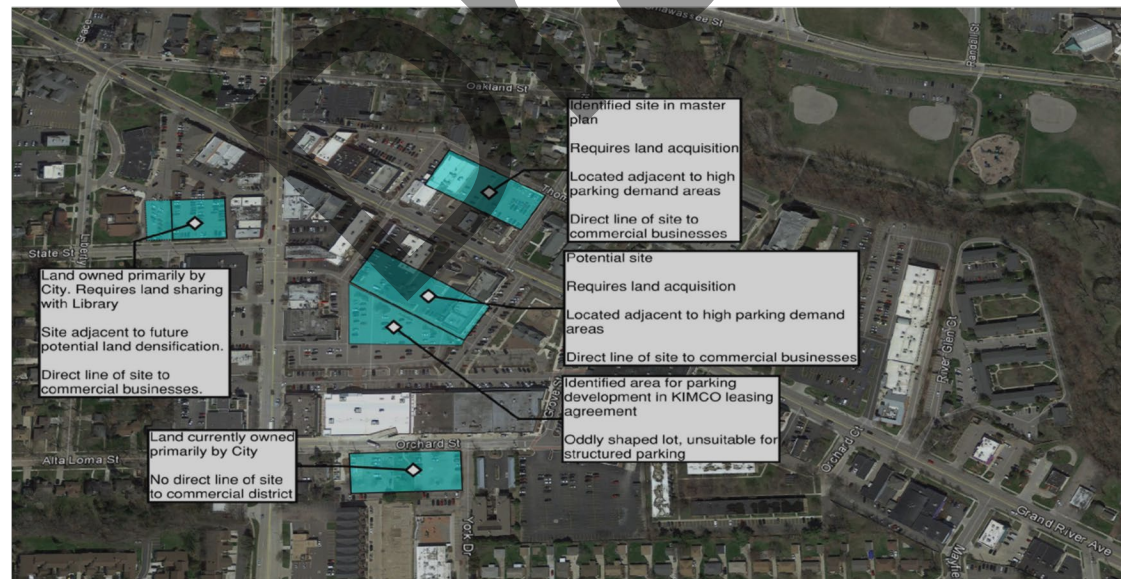 Grace
awassee St
Randall St
Oakland St
Identified site in master
plan
Requires land acquisition
Located adjacent to high
parking demand areas
Direct line of site to
commercial businesses
Thom
Liberty
State St
Land owned primarily by
City. Requires land sharing
with Library
Site adjacent to future
potential land densification.
Direct line of site to
commercial businesses.
Potential site
Requires land acquisition
Located adjacent to high parking demand
areas
Direct line of site to commercial businesses
River Glen Ct
Grove St
Identified area for parking
development in KIMCO leasing
agreement
Oddly shaped lot, unsuitable for
structured parking
Land currently owned
primarily by City
No direct line of site
to commercial district
Orchard St
Alta Loma St
Orchard Ct
York Dr
Grand River Ave
Mayfie